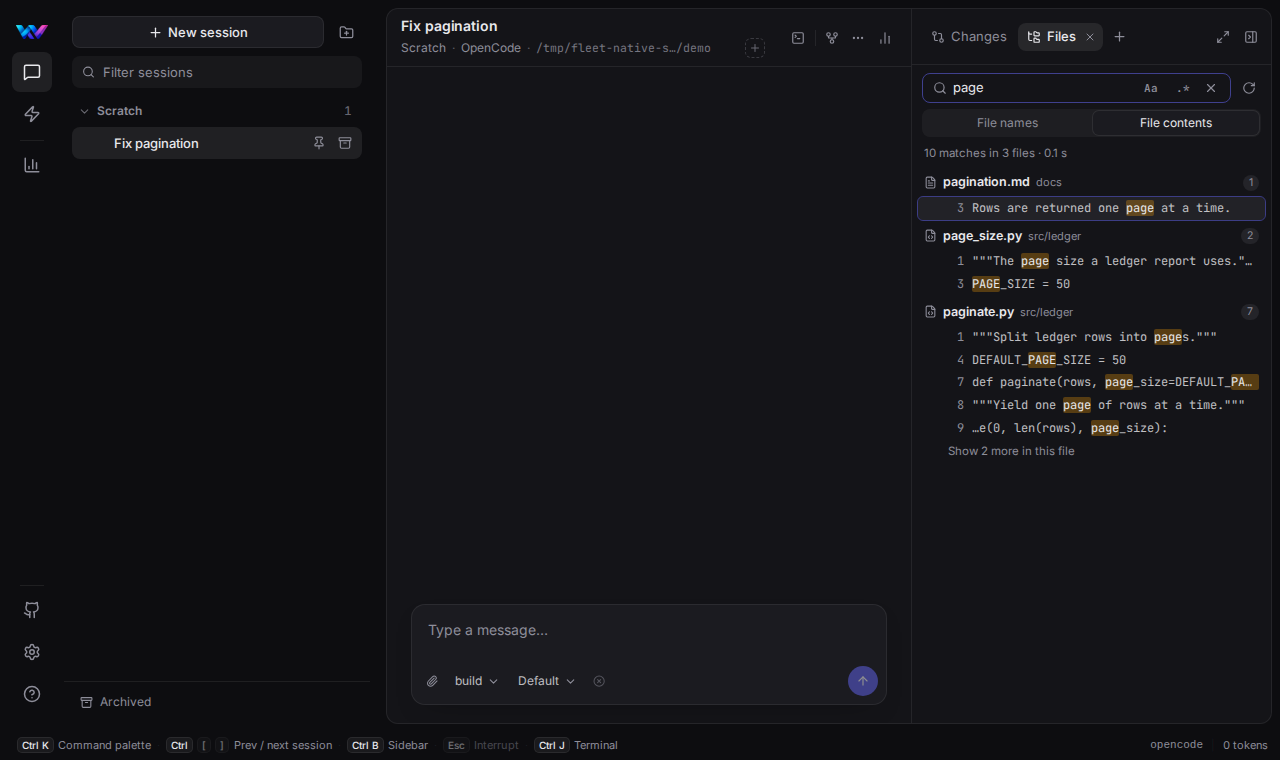 New session
Filter sessions
Scratch 1
Fix pagination
Archived
Fix pagination
Scratch · OpenCode · /tmp/fleet-native-s…/demo
Type a message...
build Default
Changes Files
page Aa .*
File names File contents
10 matches in 3 files · 0.1 s
pagination.md docs 1
3 Rows are returned one page at a time.
page_size.py src/ledger 2
1 """The page size a ledger report uses."…
3 PAGE_SIZE = 50
paginate.py src/ledger 7
1 """Split ledger rows into pages."""
4 DEFAULT_PAGE_SIZE = 50
7 def paginate(rows, page_size=DEFAULT_PA…
8 """Yield one page of rows at a time."""
9 …e(0, len(rows), page_size):
Show 2 more in this file
Ctrl K Command palette Ctrl [ ] Prev / next session Ctrl B Sidebar Esc Interrupt Ctrl J Terminal opencode 0 tokens